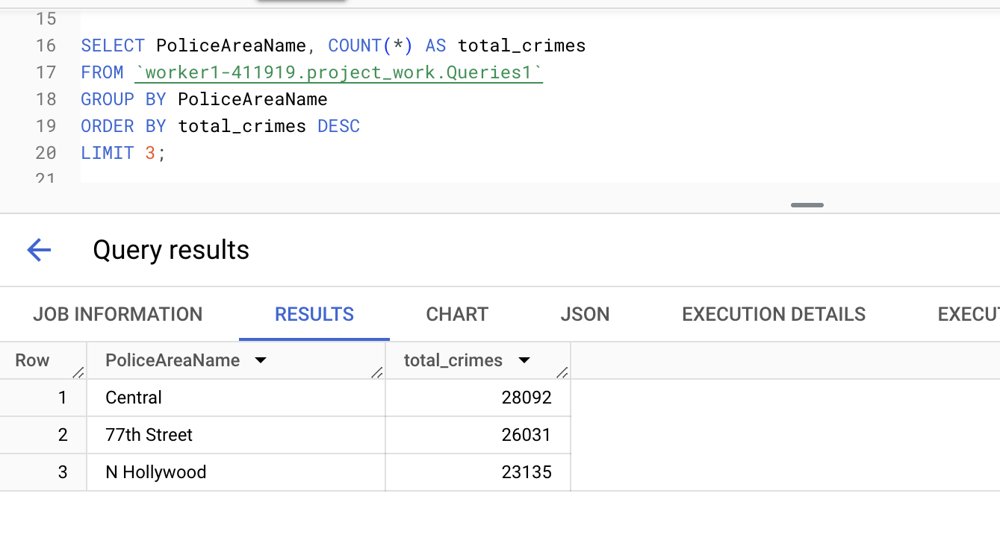 15
16 SELECT PoliceAreaName, COUNT(*) AS total_crimes
17 FROM `worker1-411919.project_work.Queries1`
18 GROUP BY PoliceAreaName
19 ORDER BY total_crimes DESC
20 LIMIT 3;
21
Query results
JOB INFORMATION RESULTS CHART JSON EXECUTION DETAILS EXECUT
Row PoliceAreaName total_crimes
1 Central 28092
2 77th Street 26031
3 N Hollywood 23135